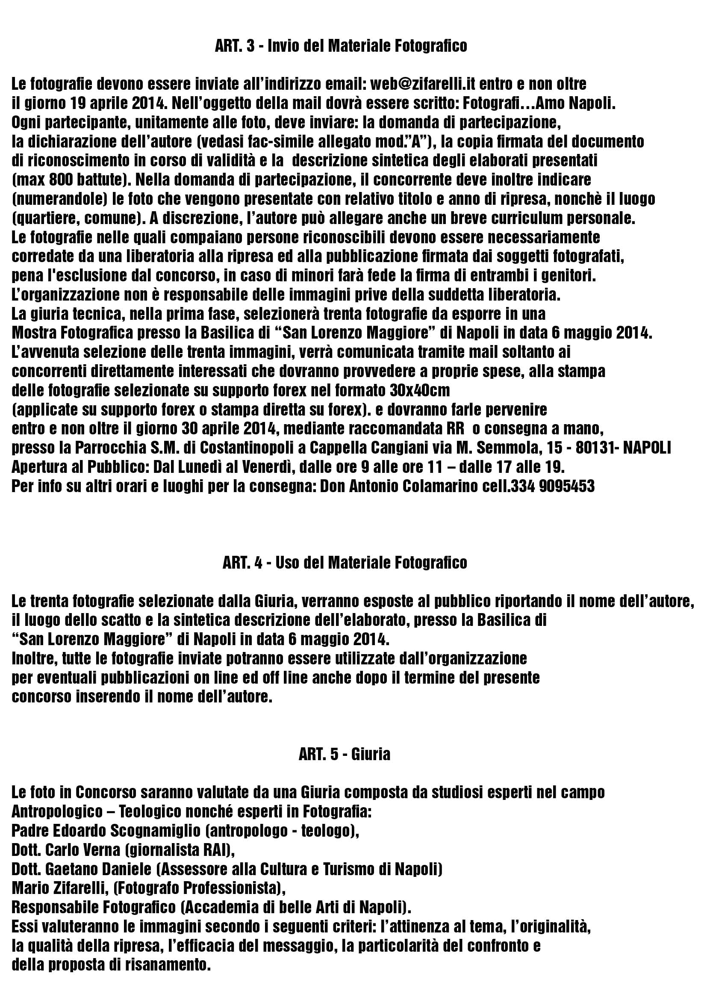 ART. 3 - Invio del Materiale Fotografico
Le fotografie devono essere inviate all’indirizzo email: web@zifarelli.it entro e non oltre
il giorno 19 aprile 2014. Nell’oggetto della mail dovrà essere scritto: Fotografi...Amo Napoli.
Ogni partecipante, unitamente alle foto, deve inviare: la domanda di partecipazione,
la dichiarazione dell’autore (vedasi fac-simile allegato mod.”A”), la copia firmata del documento
di riconoscimento in corso di validità e la  descrizione sintetica degli elaborati presentati
(max 800 battute). Nella domanda di partecipazione, il concorrente deve inoltre indicare
(numerandole) le foto che vengono presentate con relativo titolo e anno di ripresa, nonchè il luogo
(quartiere, comune). A discrezione, l’autore può allegare anche un breve curriculum personale.
Le fotografie nelle quali compaiano persone riconoscibili devono essere necessariamente
corredate da una liberatoria alla ripresa ed alla pubblicazione firmata dai soggetti fotografati,
pena l'esclusione dal concorso, in caso di minori farà fede la firma di entrambi i genitori.
L’organizzazione non è responsabile delle immagini prive della suddetta liberatoria.
La giuria tecnica, nella prima fase, selezionerà trenta fotografie da esporre in una
Mostra Fotografica presso la Basilica di “San Lorenzo Maggiore” di Napoli in data 6 maggio 2014.
L’avvenuta selezione delle trenta immagini, verrà comunicata tramite mail soltanto ai
concorrenti direttamente interessati che dovranno provvedere a proprie spese, alla stampa
delle fotografie selezionate su supporto forex nel formato 30x40cm
(applicate su supporto forex o stampa diretta su forex). e dovranno farle pervenire
entro e non oltre il giorno 30 aprile 2014, mediante raccomandata RR  o consegna a mano,
presso la Parrocchia S.M. di Costantinopoli a Cappella Cangiani via M. Semmola, 15 - 80131- NAPOLI
Apertura al Pubblico: Dal Lunedì al Venerdì, dalle ore 9 alle ore 11 – dalle 17 alle 19.
Per info su altri orari e luoghi per la consegna: Don Antonio Colamarino cell.334 9095453
ART. 4 - Uso del Materiale Fotografico
Le trenta fotografie selezionate dalla Giuria, verranno esposte al pubblico riportando il nome dell’autore,
il luogo dello scatto e la sintetica descrizione dell’elaborato, presso la Basilica di
“San Lorenzo Maggiore” di Napoli in data 6 maggio 2014.
Inoltre, tutte le fotografie inviate potranno essere utilizzate dall’organizzazione
per eventuali pubblicazioni on line ed off line anche dopo il termine del presente
concorso inserendo il nome dell’autore.
ART. 5 - Giuria
Le foto in Concorso saranno valutate da una Giuria composta da studiosi esperti nel campo
Antropologico – Teologico nonché esperti in Fotografia:
Padre Edoardo Scognamiglio (antropologo - teologo),
Dott. Carlo Verna (giornalista RAI),
Dott. Gaetano Daniele (Assessore alla Cultura e Turismo di Napoli)
Mario Zifarelli, (Fotografo Professionista),
Responsabile Fotografico (Accademia di belle Arti di Napoli).
Essi valuteranno le immagini secondo i seguenti criteri: l’attinenza al tema, l’originalità,
la qualità della ripresa, l’efficacia del messaggio, la particolarità del confronto e
della proposta di risanamento.